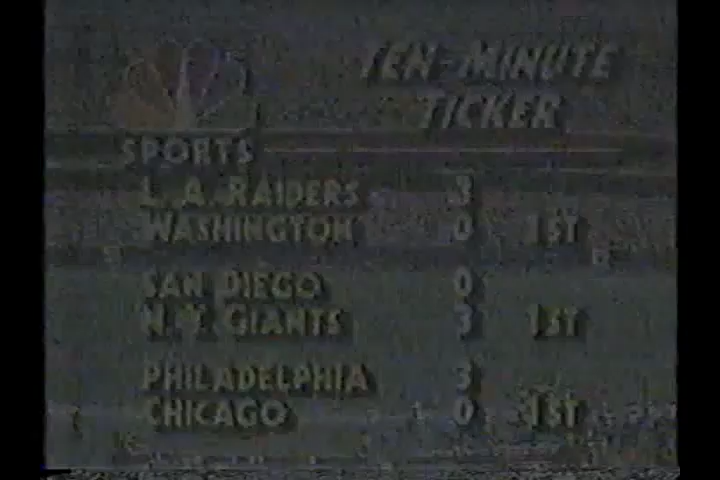 TEN-MINUTE
TICKER
SPORTS
L. A. RAIDERS 3
WASHINGTON 0 1ST
SAN DIEGO 0
N. Y. GIANTS 3 1ST
PHILADELPHIA 3
CHICAGO 0 1ST